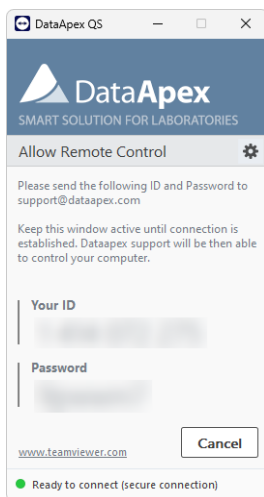 DataApex QS
DataApex
SMART SOLUTION FOR LABORATORIES
Allow Remote Control
Please send the following ID and Password to
support@dataapex.com
Keep this window active until connection is
established. Dataapex support will be then able
to control your computer.
Your ID
Password
www.teamviewer.com
Cancel
Ready to connect (secure connection)